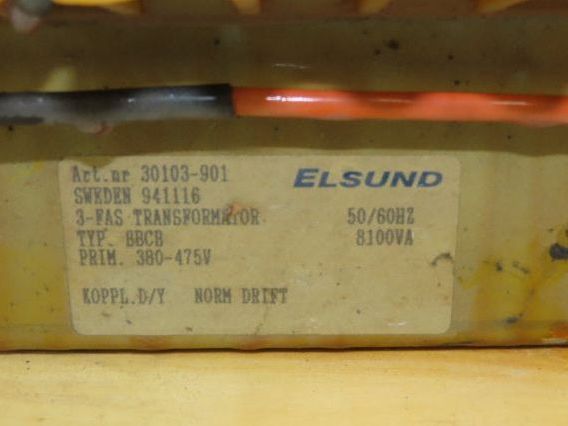 Art.nr 30103-901 ELSUND
SWEDEN 941116
3-FAS TRANSFORMATOR 50/60HZ
TYP. BBCB 8100VA
PRIM. 380-475V
KOPPL.D/Y NORM DRIFT